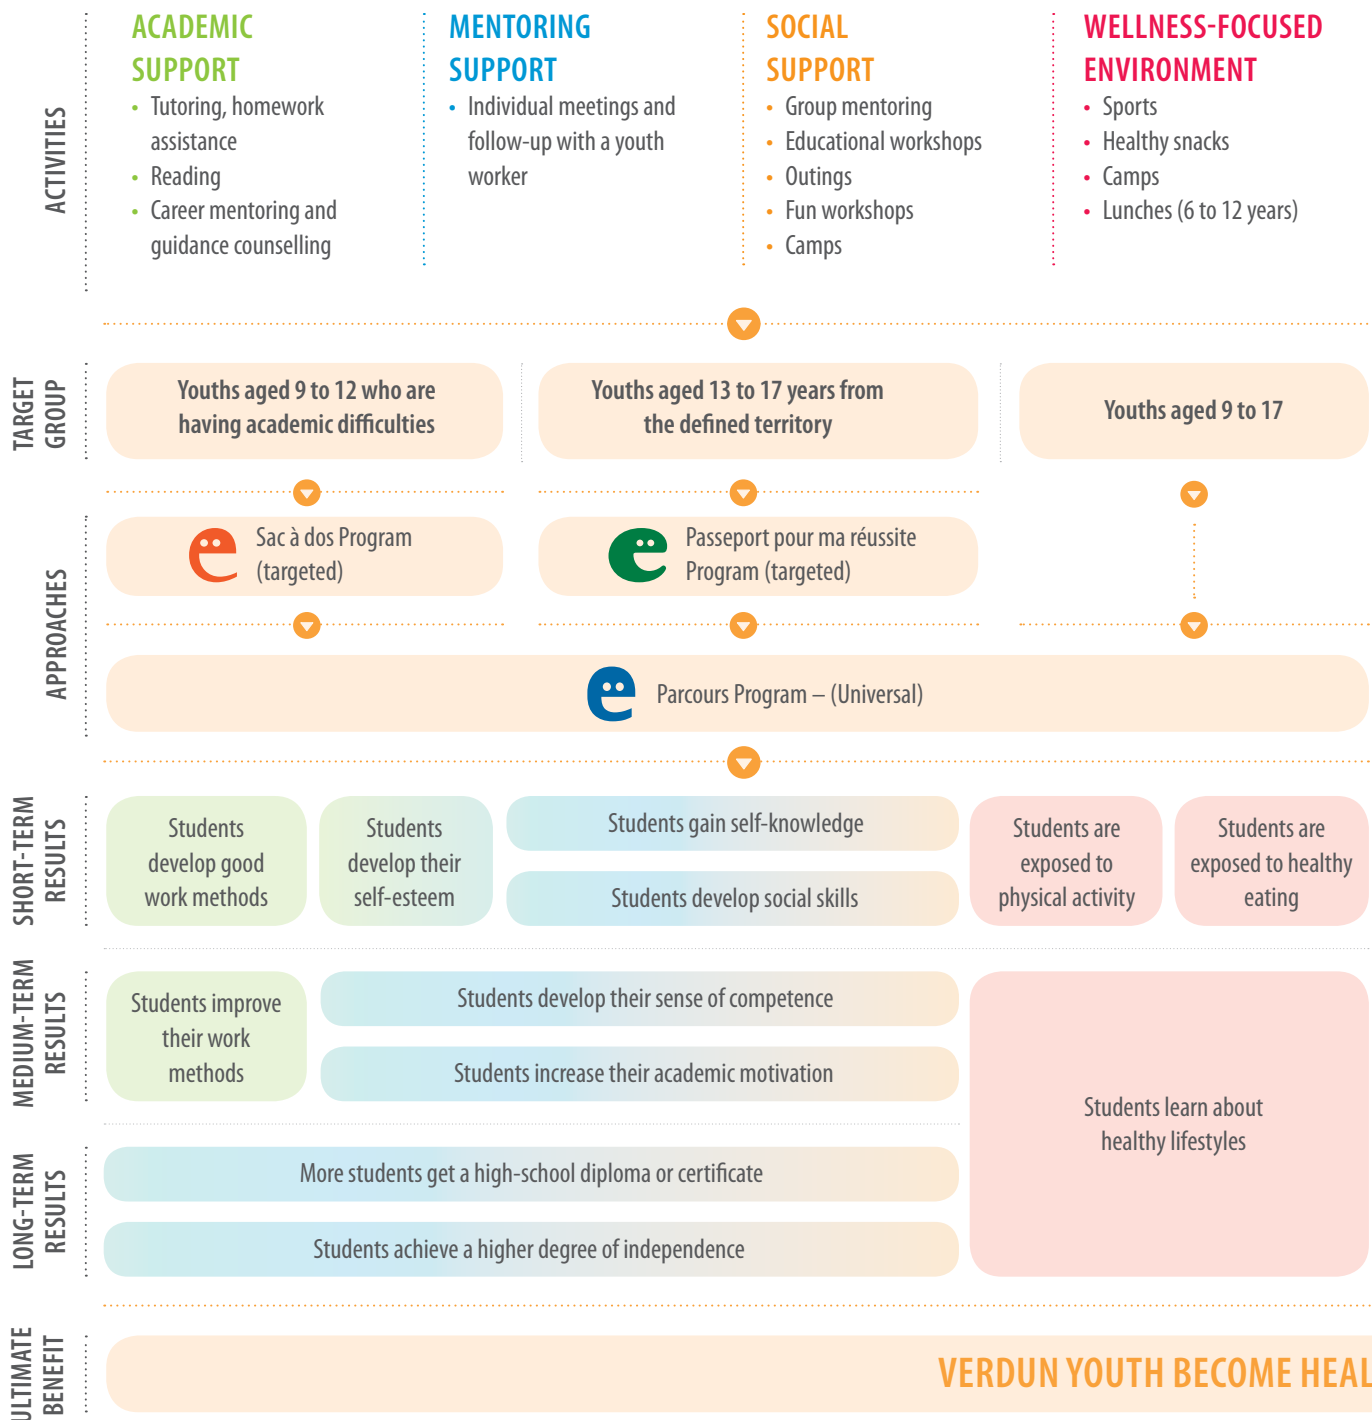 ACTIVITIES
ACADEMIC
SUPPORT
• Tutoring, homework
assistance
• Reading
• Career mentoring and
guidance counselling
MENTORING
SUPPORT
• Individual meetings and
follow-up with a youth
worker
SOCIAL
SUPPORT
• Group mentoring
• Educational workshops
• Outings
• Fun workshops
• Camps
WELLNESS-FOCUSED
ENVIRONMENT
• Sports
• Healthy snacks
• Camps
• Lunches (6 to 12 years)
TARGET
GROUP
Youths aged 9 to 12 who are
having academic difficulties
Youths aged 13 to 17 years from
the defined territory
Youths aged 9 to 17
APPROACHES
Sac à dos Program
(targeted)
Passeport pour ma réussite
Program (targeted)
Parcours Program – (Universal)
SHORT-TERM
RESULTS
Students
develop good
work methods
Students
develop their
self-esteem
Students gain self-knowledge
Students develop social skills
Students are
exposed to
physical activity
Students are
exposed to healthy
eating
MEDIUM-TERM
RESULTS
Students improve
their work
methods
Students develop their sense of competence
Students increase their academic motivation
Students learn about
healthy lifestyles
LONG-TERM
RESULTS
More students get a high-school diploma or certificate
Students achieve a higher degree of independence
ULTIMATE
BENEFIT
VERDUN YOUTH BECOME HEAL